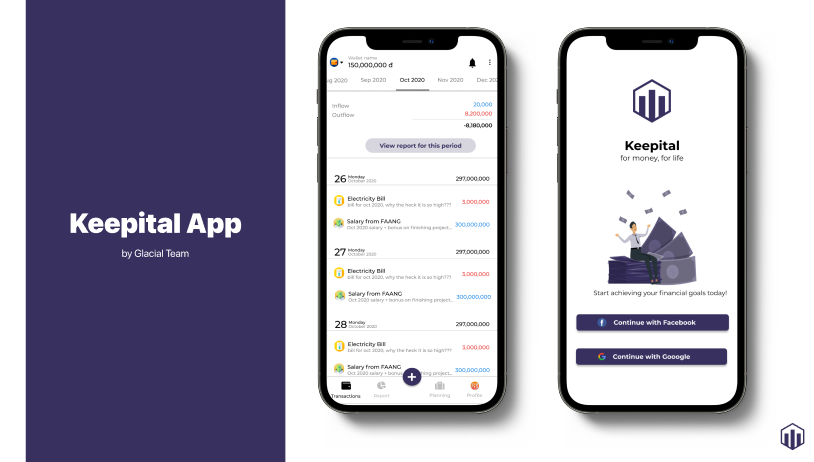 Keepital App
by Glacial Team
Wallet name
150,000,000 đ
ug 2020 Sep 2020 Oct 2020 Nov 2020 Dec 202
Inflow 20,000
Outflow 8,200,000
-8,180,000
View report for this period
26 Monday 297,000,000
October 2020
Electricity Bill 3,000,000
bill for oct 2020, why the heck it is so high???
Salary from FAANG 300,000,000
Oct 2020 salary + bonus on finishing project...
27 Monday 297,000,000
October 2020
Electricity Bill 3,000,000
bill for oct 2020, why the heck it is so high???
Salary from FAANG 300,000,000
Oct 2020 salary + bonus on finishing project...
28 Monday 297,000,000
October 2020
Electricity Bill 3,000,000
bill for oct 2020, why the heck it is so high???
Salary from FAANG 300,000,000
Oct 2020 salary + bonus on finishing project...
Transactions Report Planning Profile
Keepital
for money, for life
Start achieving your financial goals today!
Continue with Facebook
Continue with Gooogle